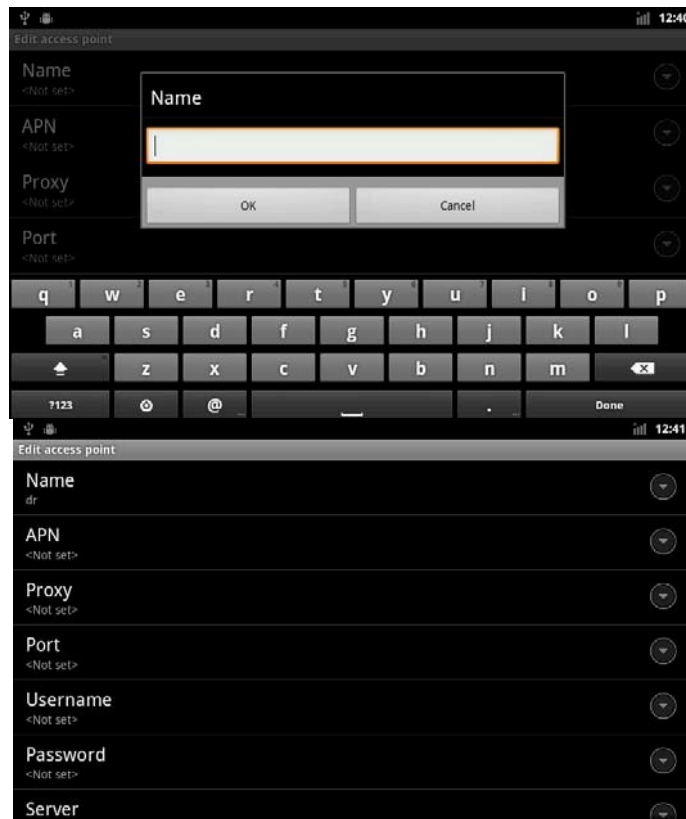 12:40
Edit access point
Name
<Not set>
APN
<Not set>
Proxy
<Not set>
Port
<Not set>
Name
OK
Cancel
q w e r t y u i o p
a s d f g h j k l
z x c v b n m
?123 @ . Done
12:41
Edit access point
Name
dr
APN
<Not set>
Proxy
<Not set>
Port
<Not set>
Username
<Not set>
Password
<Not set>
Server